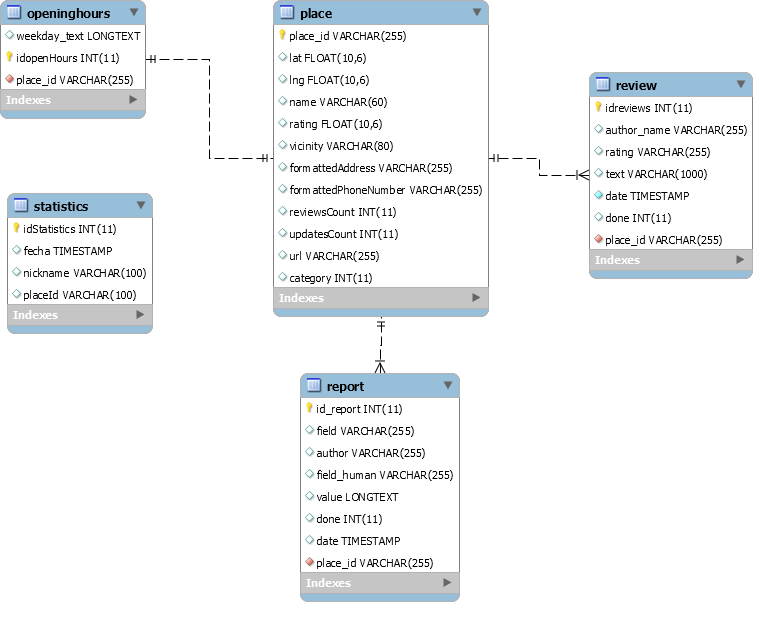 openinghours
weekday_text LONGTEXT
idopenHours INT(11)
place_id VARCHAR(255)
Indexes
place
place_id VARCHAR(255)
lat FLOAT(10,6)
lng FLOAT(10,6)
name VARCHAR(60)
rating FLOAT(10,6)
vicinity VARCHAR(80)
formattedAddress VARCHAR(255)
formattedPhoneNumber VARCHAR(255)
reviewsCount INT(11)
updatesCount INT(11)
url VARCHAR(255)
category INT(11)
Indexes
review
idreviews INT(11)
author_name VARCHAR(255)
rating VARCHAR(255)
text VARCHAR(1000)
date TIMESTAMP
done INT(11)
place_id VARCHAR(255)
Indexes
statistics
idStatistics INT(11)
fecha TIMESTAMP
nickname VARCHAR(100)
placeId VARCHAR(100)
Indexes
report
id_report INT(11)
field VARCHAR(255)
author VARCHAR(255)
field_human VARCHAR(255)
value LONGTEXT
done INT(11)
date TIMESTAMP
place_id VARCHAR(255)
Indexes